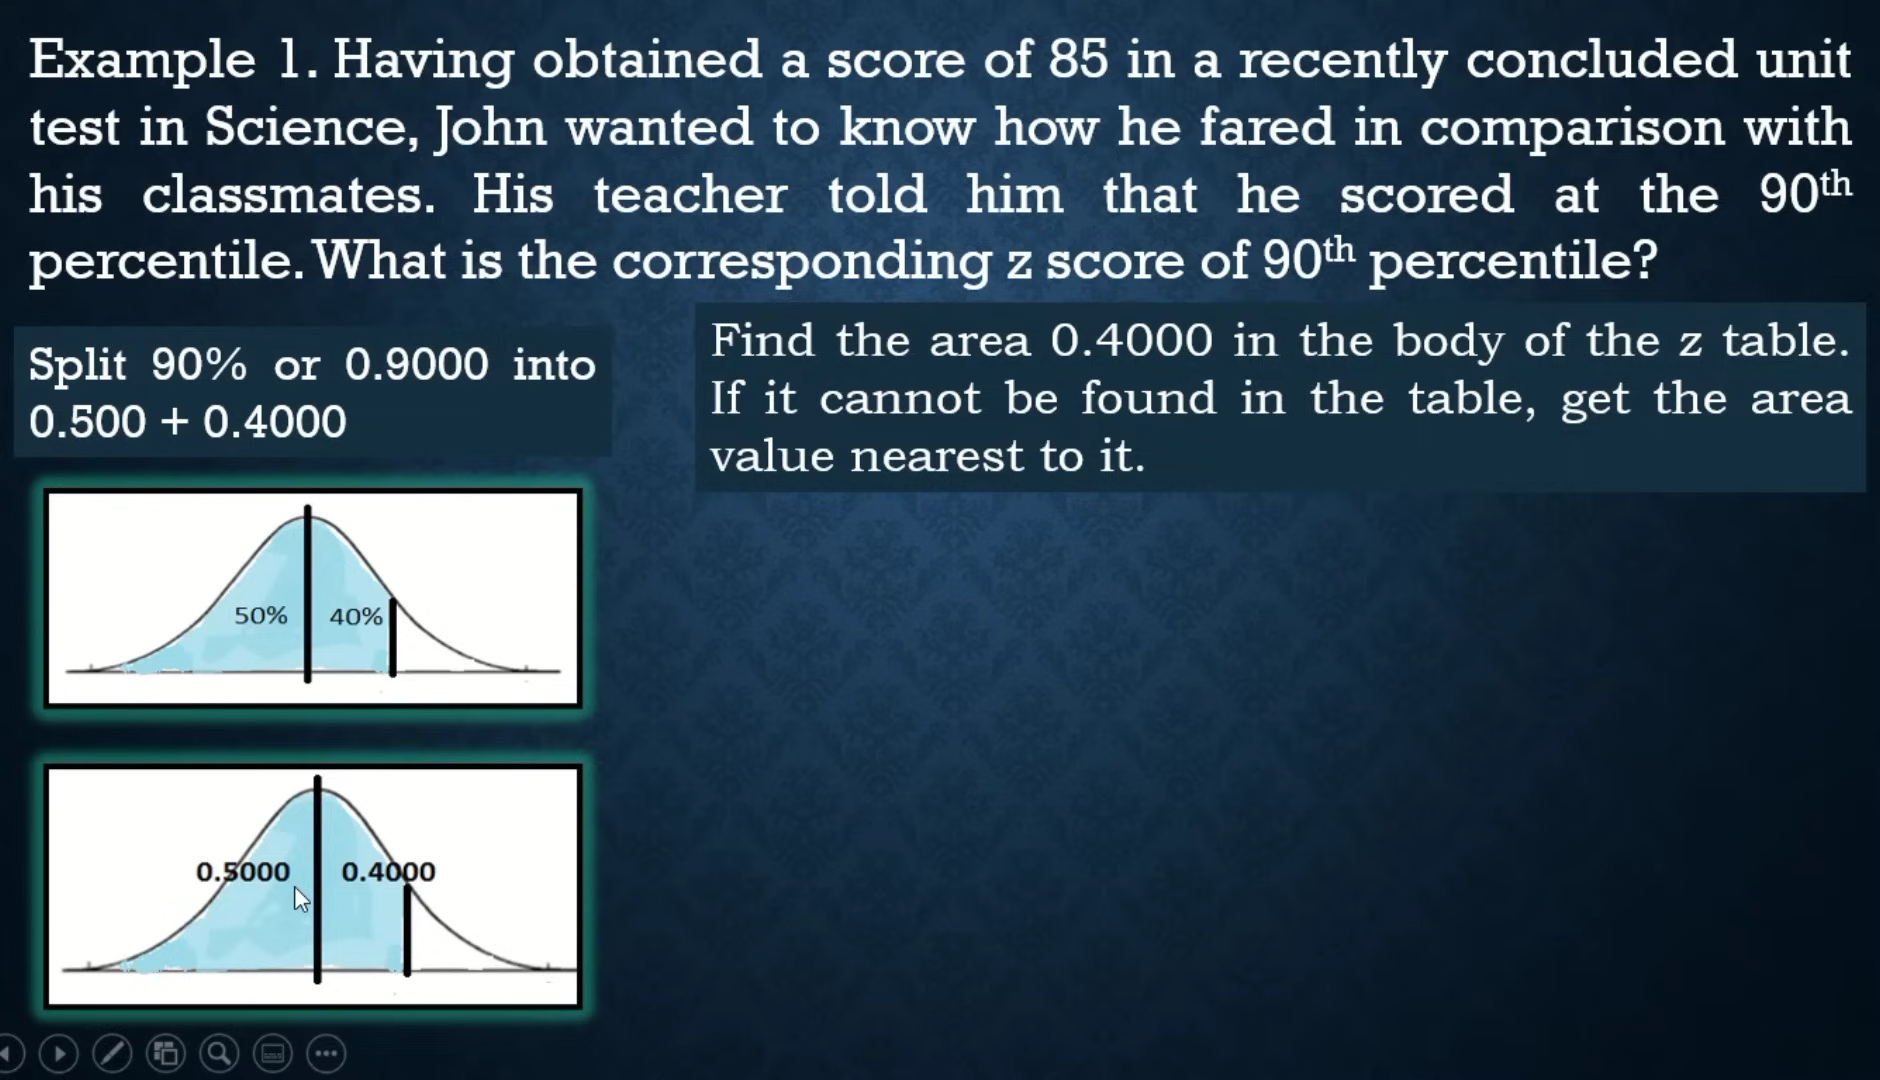 Example 1. Having obtained a score of 85 in a recently concluded unit
test in Science, John wanted to know how he fared in comparison with
his classmates. His teacher told him that he scored at the 90th
percentile. What is the corresponding z score of 90th percentile?
Split 90% or 0.9000 into
0.500 + 0.4000
Find the area 0.4000 in the body of the z table.
If it cannot be found in the table, get the area
value nearest to it.
50% 40%
0.5000 0.4000